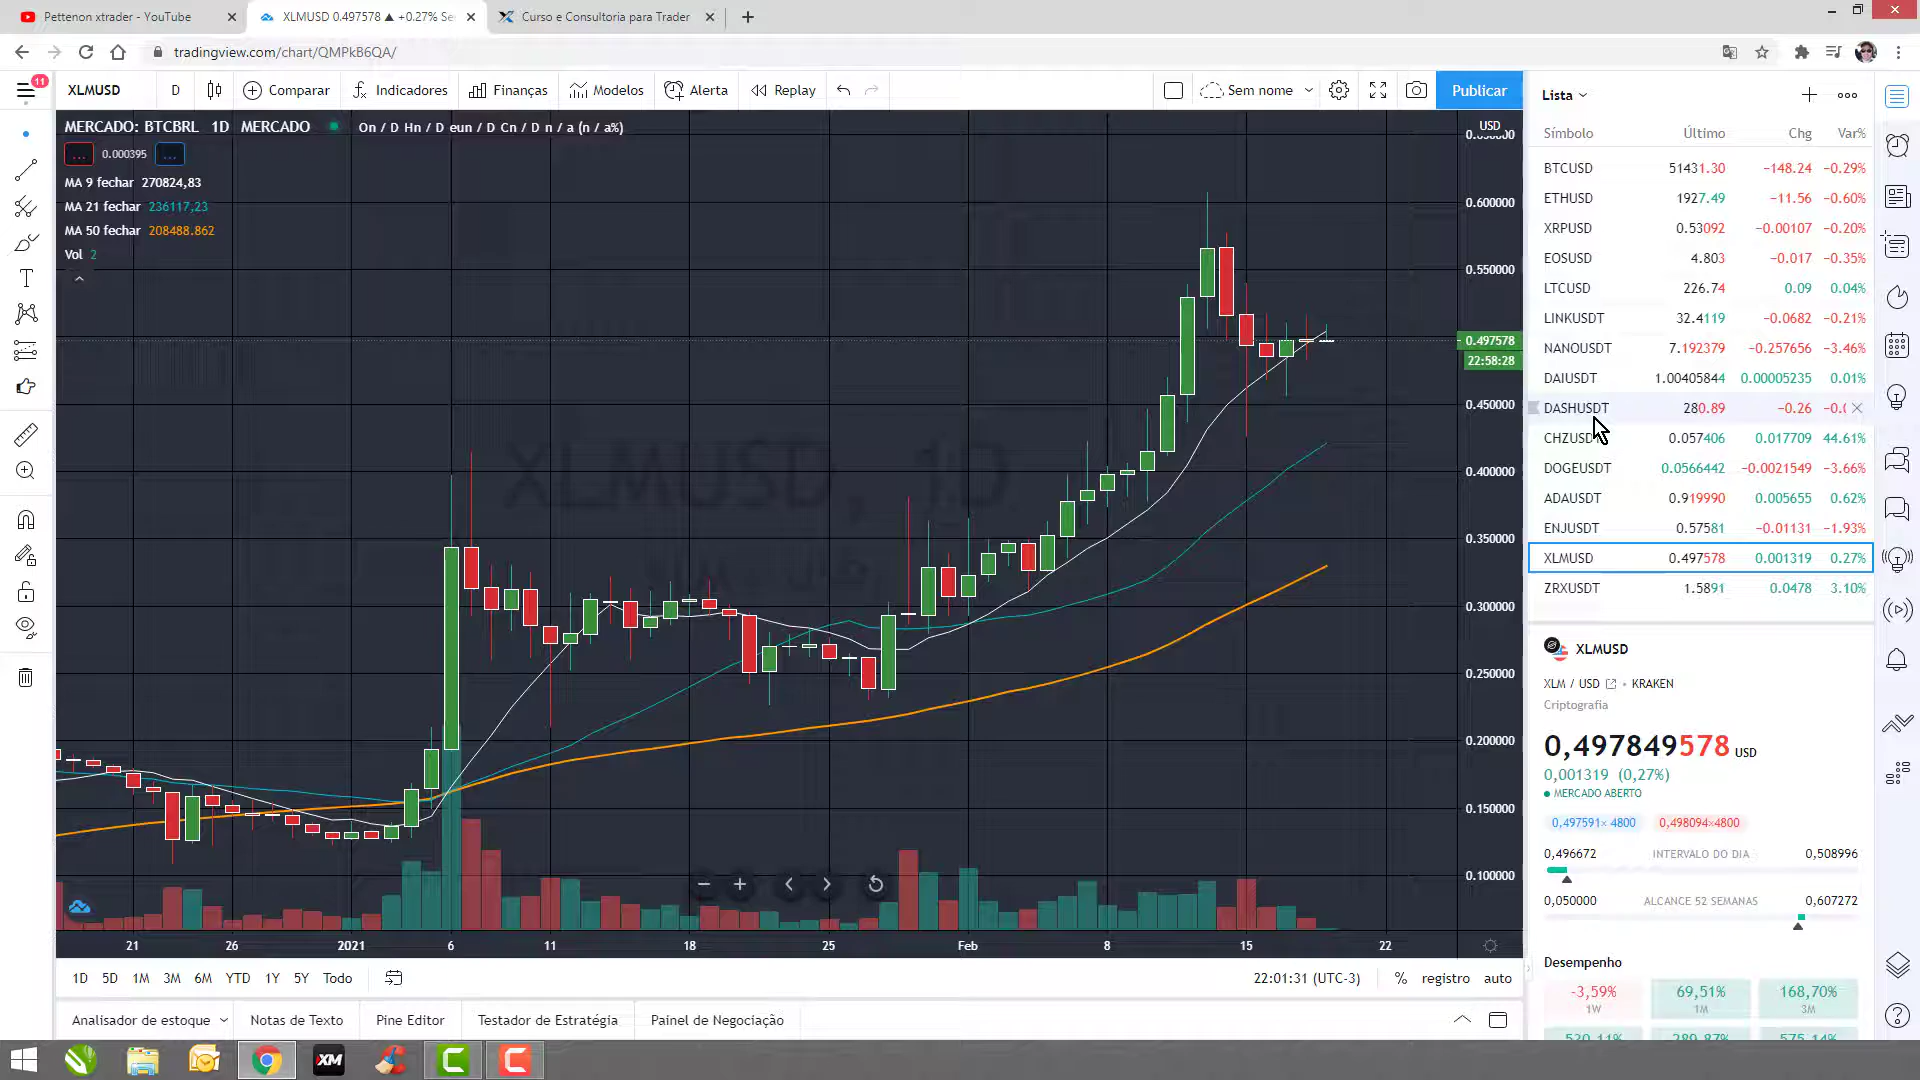 Pettenon xtrader - YouTube
XLMUSD 0.497578 ▲ +0.27% Se
Curso e Consultoria para Trader
tradingview.com/chart/QMPkB6QA/
11
XLMUSD
D
Comparar
Indicadores
Finanças
Modelos
Alerta
Replay
Sem nome
Publicar
MERCADO: BTCBRL 1D MERCADO
On / D Hn / D eun / D Cn / D n / a (n / a%)
... 0.000395 ...
MA 9 fechar 270824,83
MA 21 fechar 236117,23
MA 50 fechar 208488.862
Vol 2
XLMUSD, 1D
USD
0.600000
0.550000
0.497578
22:58:28
0.450000
0.400000
0.350000
0.300000
0.250000
0.200000
0.150000
0.100000
21 26 2021 6 11 18 25 Feb 8 15 22
1D 5D 1M 3M 6M YTD 1Y 5Y Todo
22:01:31 (UTC-3) % registro auto
Analisador de estoque
Notas de Texto
Pine Editor
Testador de Estratégia
Painel de Negociação
Lista
Símbolo Último Chg Var%
BTCUSD 51431.30 −148.24 −0.29%
ETHUSD 1927.49 −11.56 −0.60%
XRPUSD 0.53092 −0.00107 −0.20%
EOSUSD 4.803 −0.017 −0.35%
LTCUSD 226.74 0.09 0.04%
LINKUSDT 32.4119 −0.0682 −0.21%
NANOUSDT 7.192379 −0.257656 −3.46%
DAIUSDT 1.00405844 0.00005235 0.01%
DASHUSDT 280.89 −0.26 −0.(
CHZUSD 0.057406 0.017709 44.61%
DOGEUSDT 0.0566442 −0.0021549 −3.66%
ADAUSDT 0.919990 0.005655 0.62%
ENJUSDT 0.57581 −0.01131 −1.93%
XLMUSD 0.497578 0.001319 0.27%
ZRXUSDT 1.5891 0.0478 3.10%
XLMUSD
XLM / USD • KRAKEN
Criptografia
0,497849578 USD
0,001319 (0,27%)
MERCADO ABERTO
0,497591× 4800 0,498094×4800
0,496672 INTERVALO DO DIA 0,508996
0,050000 ALCANCE 52 SEMANAS 0,607272
Desempenho
-3,59% 69,51% 168,70%
1W 1M 3M
XM